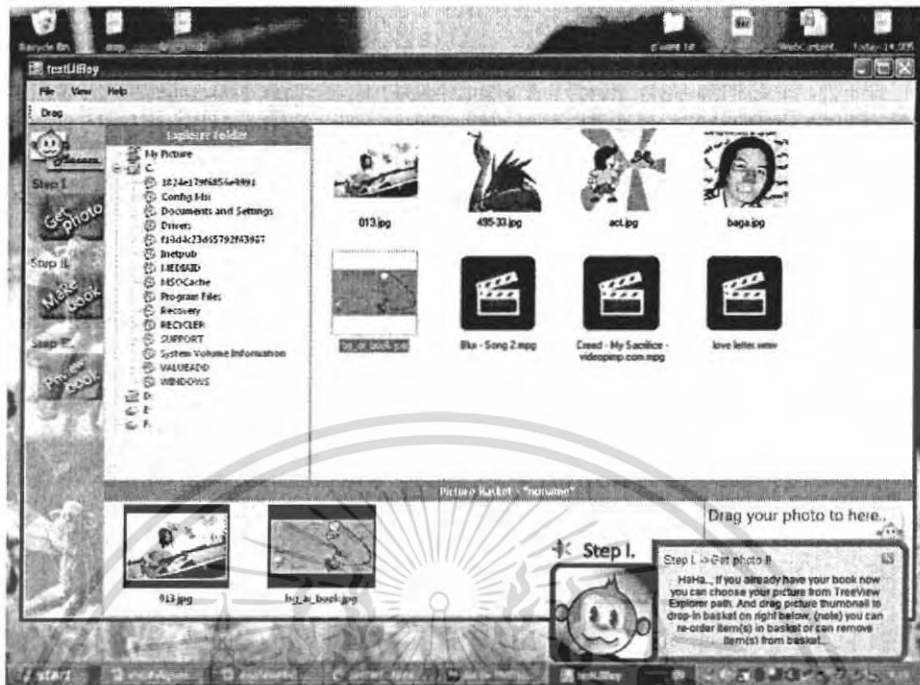 Recycle Bin
WebContent
testUIBoy
File View Help
Drag
Explorer Folder
My Picture
C:
Config.Msi
Documents and Settings
Drivers
Inetpub
MEDIAID
MSOCache
Program Files
Recovery
RECYCLER
SUPPORT
System Volume Information
VALUEADD
WINDOWS
D:
E:
F:
Step I.
Get photo
Step II.
Make book
Step III.
Preview book
013.jpg
495-33.jpg
act.jpg
baga.jpg
Blur - Song 2.mpg
Creed - My Sacrifice -
videopimp.com.mpg
love letter.wmv
Picture Basket - "noname"
013.jpg
bg_ar_book.jpg
Drag your photo to here..
Step I.
Step I. ->Get photo !!
HaHa.., If you already have your book now
you can choose your picture from TreeView
Explorer path. And drag picture thumbnail to
drop-in basket on right below. (note) you can
re-order item(s) in basket or can remove
item(s) from basket..
start
testUIBoy